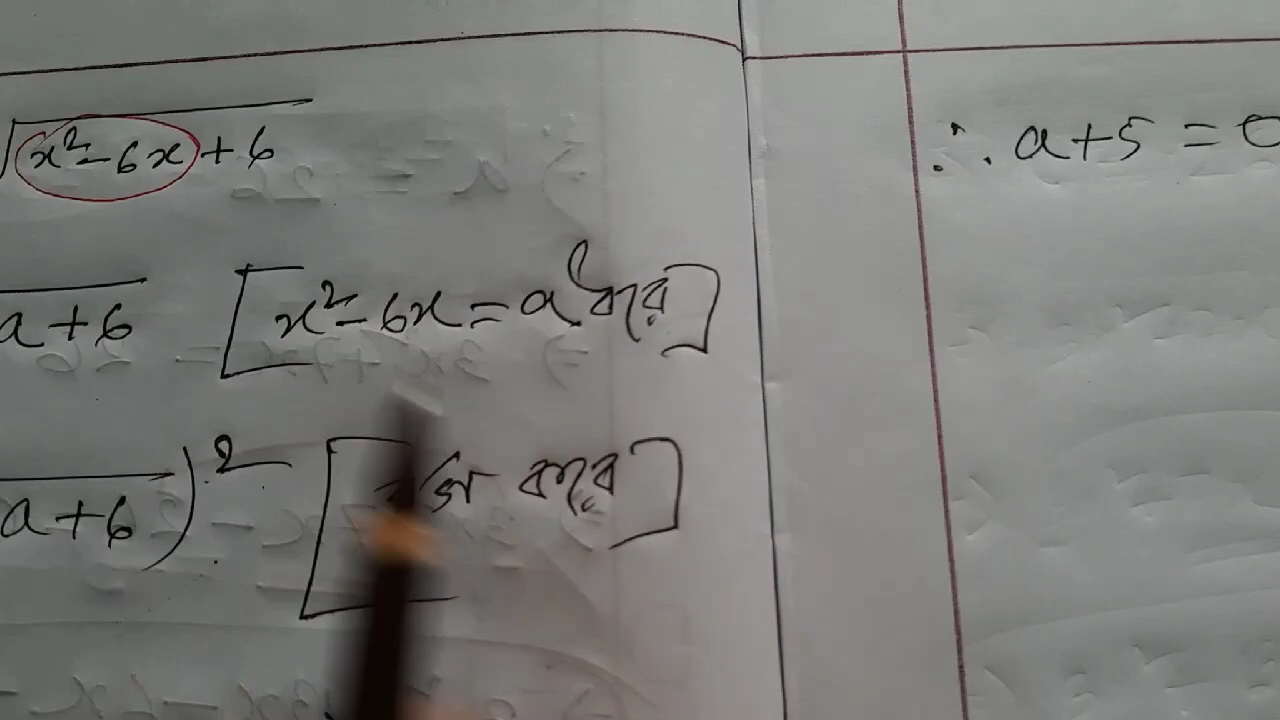 √x²-6x+6
a+6 [x²-6x=a ধরে]
a+6)² [বর্গ করে]
∴ a+5=0